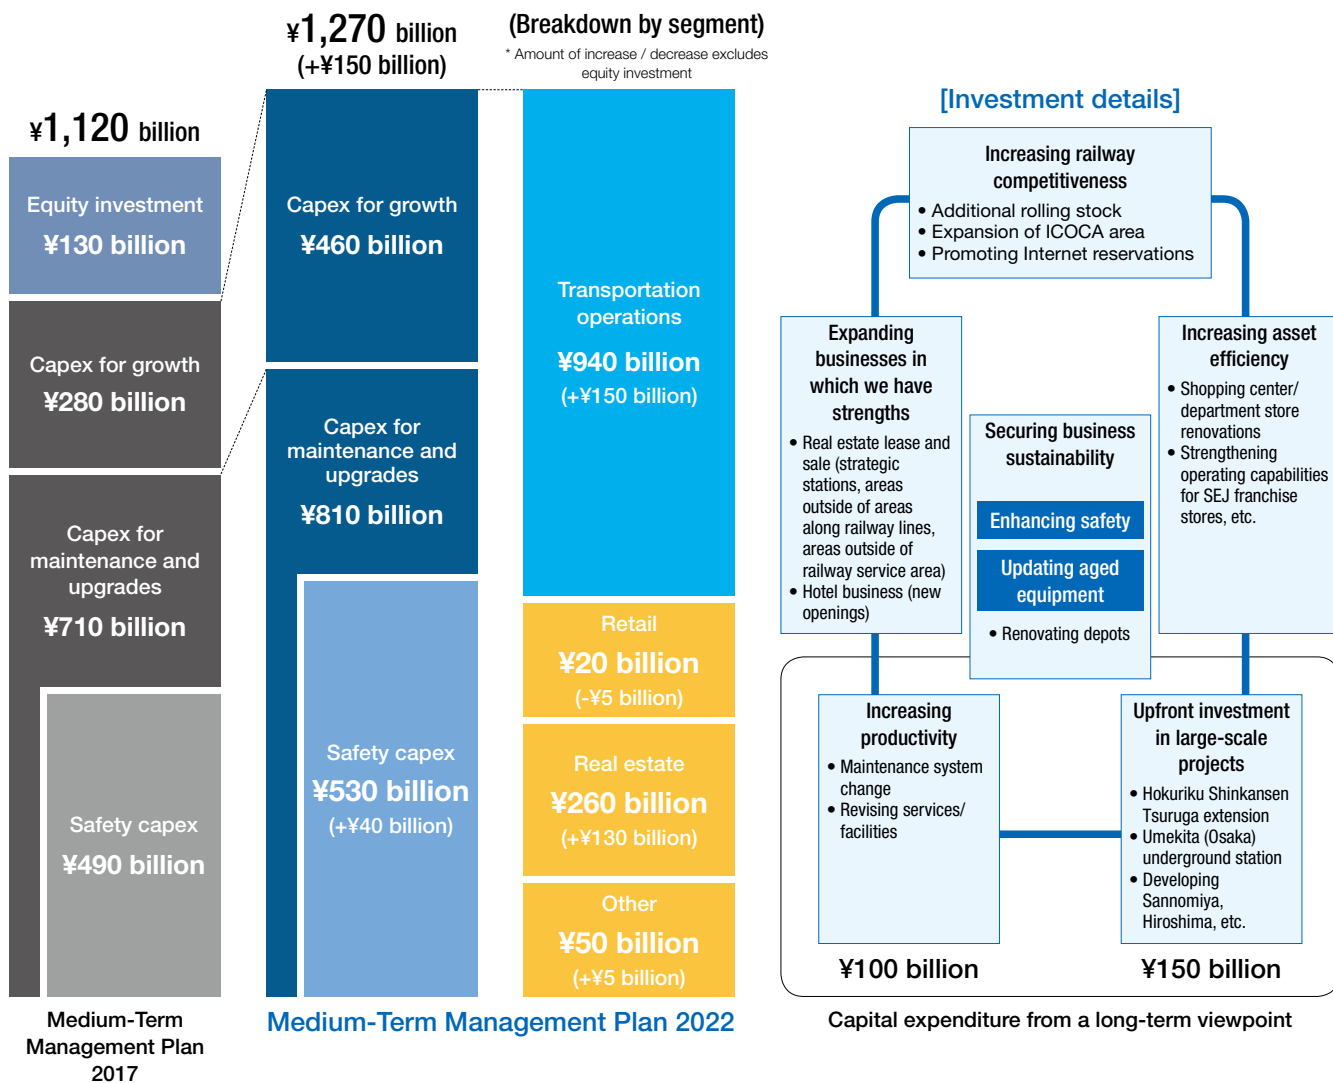 ¥1,120 billion
Equity investment
¥130 billion
Capex for growth
¥280 billion
Capex for
maintenance and
upgrades
¥710 billion
Safety capex
¥490 billion
Medium-Term
Management Plan
2017
¥1,270 billion
(+¥150 billion)
Capex for growth
¥460 billion
Capex for
maintenance and
upgrades
¥810 billion
Safety capex
¥530 billion
(+¥40 billion)
(Breakdown by segment)
* Amount of increase / decrease excludes
equity investment
Transportation
operations
¥940 billion
(+¥150 billion)
Retail
¥20 billion
(-¥5 billion)
Real estate
¥260 billion
(+¥130 billion)
Other
¥50 billion
(+¥5 billion)
Medium-Term Management Plan 2022
[Investment details]
Increasing railway
competitiveness
• Additional rolling stock
• Expansion of ICOCA area
• Promoting Internet reservations
Expanding
businesses in
which we have
strengths
• Real estate lease and
sale (strategic
stations, areas
outside of areas
along railway lines,
areas outside of
railway service area)
• Hotel business (new
openings)
Securing business
sustainability
Enhancing safety
Updating aged
equipment
• Renovating depots
Increasing asset
efficiency
• Shopping center/
department store
renovations
• Strengthening
operating capabilities
for SEJ franchise
stores, etc.
Increasing
productivity
• Maintenance system
change
• Revising services/
facilities
¥100 billion
Upfront investment
in large-scale
projects
• Hokuriku Shinkansen
Tsuruga extension
• Umekita (Osaka)
underground station
• Developing
Sannomiya,
Hiroshima, etc.
¥150 billion
Capital expenditure from a long-term viewpoint